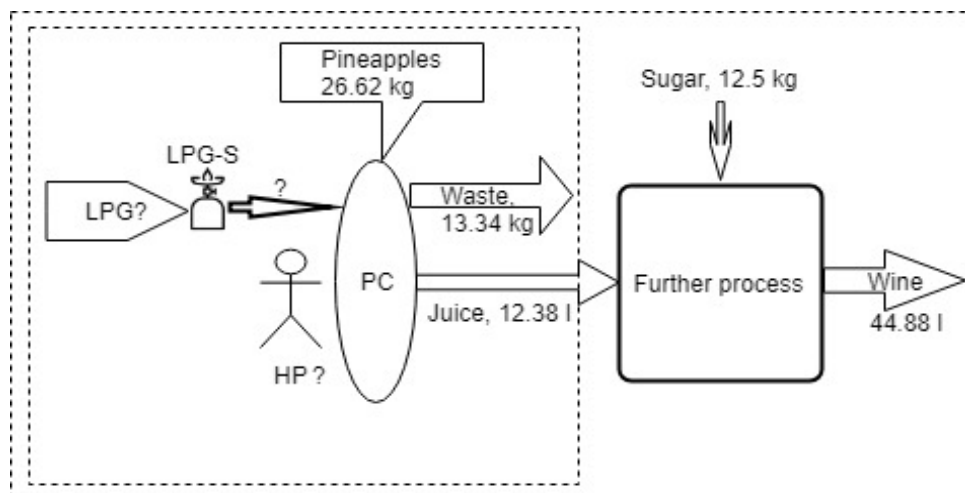 Pineapples
26.62 kg
Sugar, 12.5 kg
LPG-S
?
LPG?
Waste,
13.34 kg
PC
Further process
Wine
Juice, 12.38 l
44.88 l
HP ?